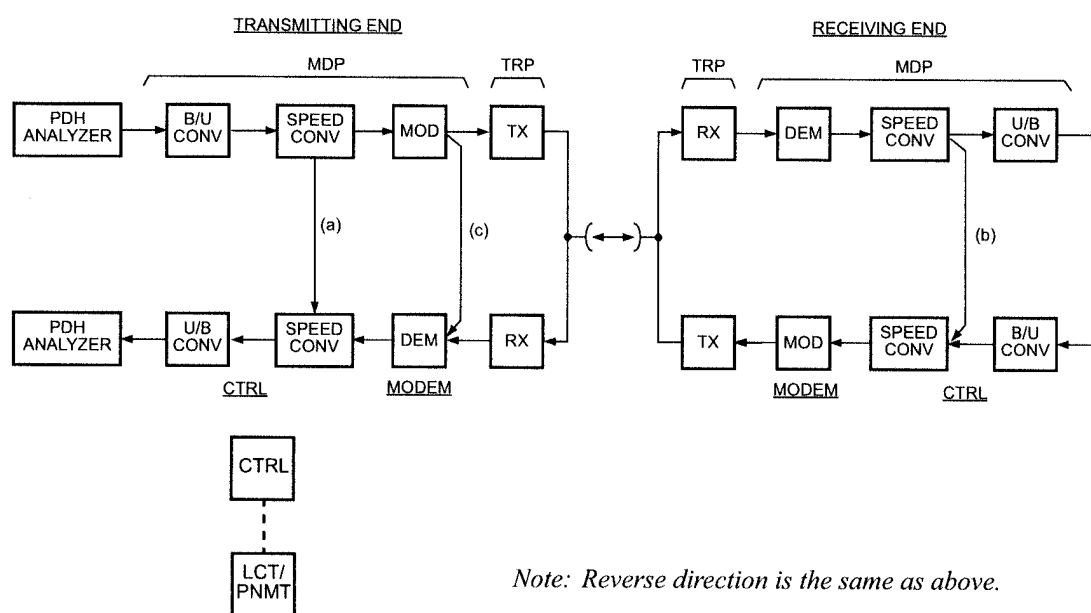 TRANSMITTING END
RECEIVING END
MDP
TRP
TRP
MDP
PDH
ANALYZER
B/U
CONV
SPEED
CONV
MOD
TX
RX
DEM
SPEED
CONV
U/B
CONV
(a)
(c)
(b)
PDH
ANALYZER
U/B
CONV
SPEED
CONV
DEM
RX
TX
MOD
SPEED
CONV
B/U
CONV
CTRL
MODEM
MODEM
CTRL
CTRL
LCT/
PNMT
Note: Reverse direction is the same as above.